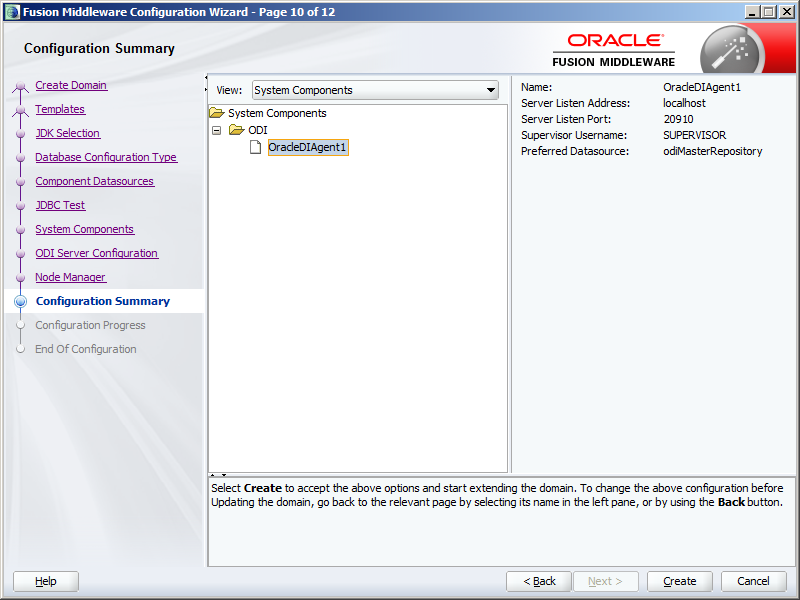 Fusion Middleware Configuration Wizard - Page 10 of 12
Configuration Summary
ORACLE
FUSION MIDDLEWARE
Create Domain
Templates
JDK Selection
Database Configuration Type
Component Datasources
JDBC Test
System Components
ODI Server Configuration
Node Manager
Configuration Summary
Configuration Progress
End Of Configuration
View: System Components
System Components
ODI
OracleDIAgent1
Name: OracleDIAgent1
Server Listen Address: localhost
Server Listen Port: 20910
Supervisor Username: SUPERVISOR
Preferred Datasource: odiMasterRepository
Select Create to accept the above options and start extending the domain. To change the above configuration before
Updating the domain, go back to the relevant page by selecting its name in the left pane, or by using the Back button.
Help
< Back
Next >
Create
Cancel